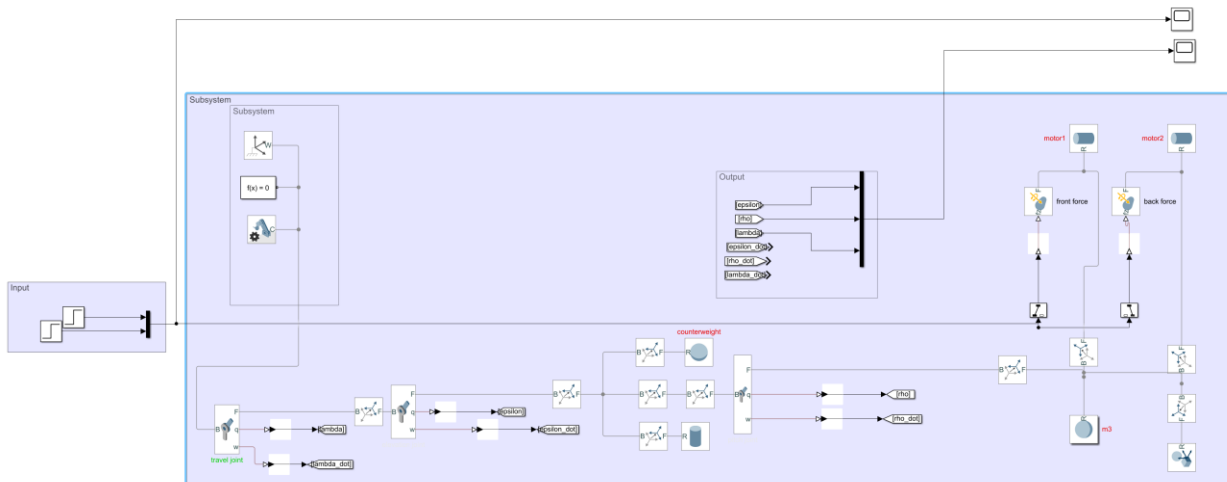 Subsystem
Subsystem
W
f(x) = 0
C
motor1
motor2
R
R
Output
F
front force
F
back force
[epsilon]
[rho]
[lambda]
[epsilon_dot]
[rho_dot]
[lambda_dot]
Input
counterweight
B F
R
F
B
F
B
F
B q
w
[lambda]
[lambda_dot]
travel joint
B F
F
B q
w
[epsilon]
[epsilon_dot]
B F
B F
B F
R
F
B q
w
[rho]
[rho_dot]
B F
R
m3
B
F